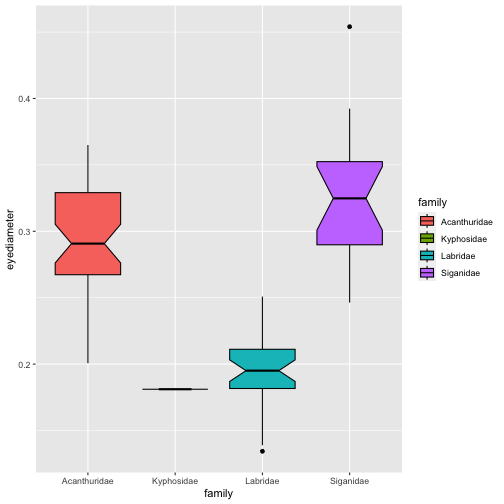 eyediameter
0.4
0.3
0.2
Acanthuridae
Kyphosidae
Labridae
Siganidae
family
family
Acanthuridae
Kyphosidae
Labridae
Siganidae